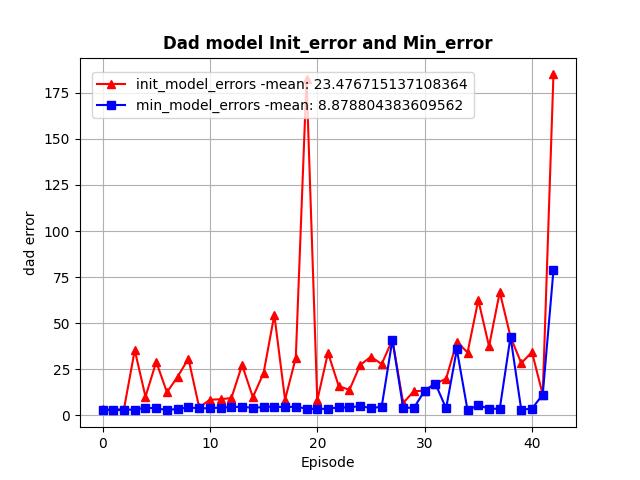 Dad model Init_error and Min_error
init_model_errors -mean: 23.476715137108364
min_model_errors -mean: 8.878804383609562
dad error
175
150
125
100
75
50
25
0
0 10 20 30 40
Episode